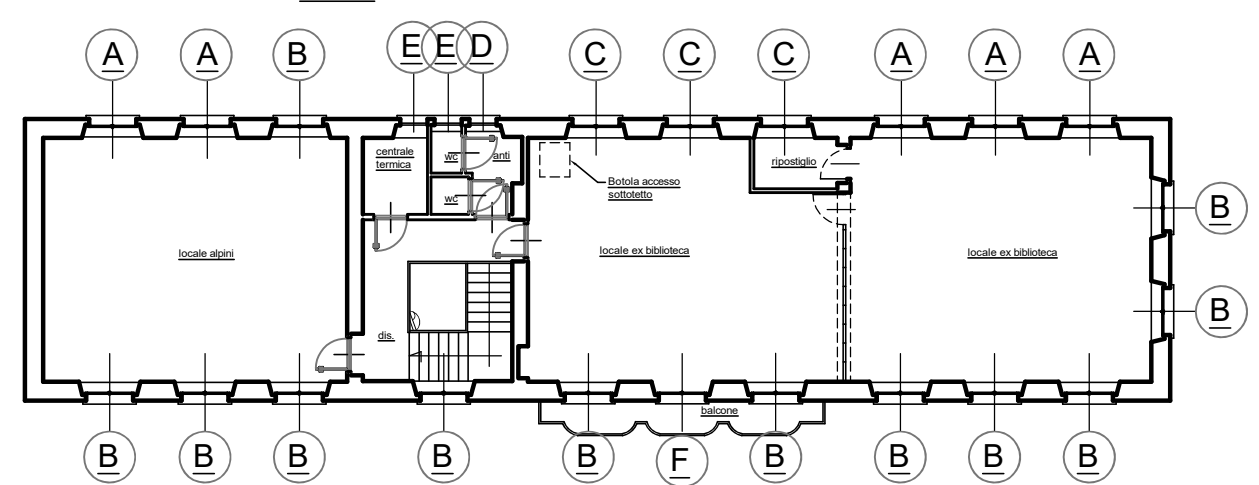 A A B E E D C C C A A A
centrale
termica
wc
anti
wc
Botola accesso
sottotetto
ripostiglio
B
locale alpini
locale ex biblioteca
locale ex biblioteca
B
dis.
balcone
B B B B B F B B B B